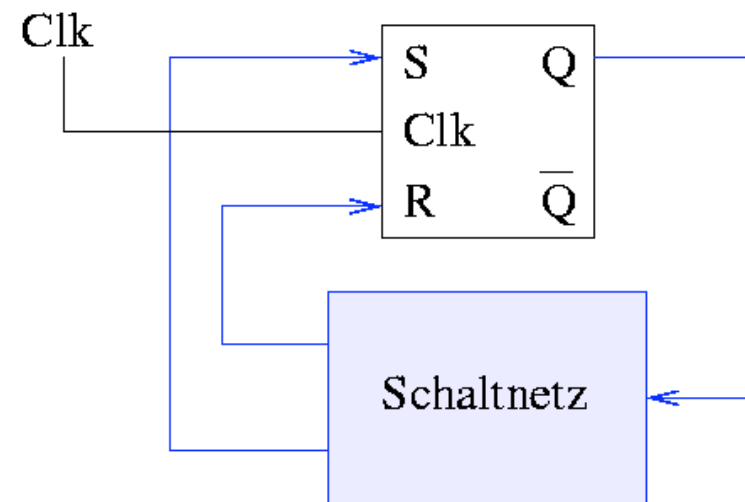 Clk
S Q
Clk
R Q̅
Schaltnetz